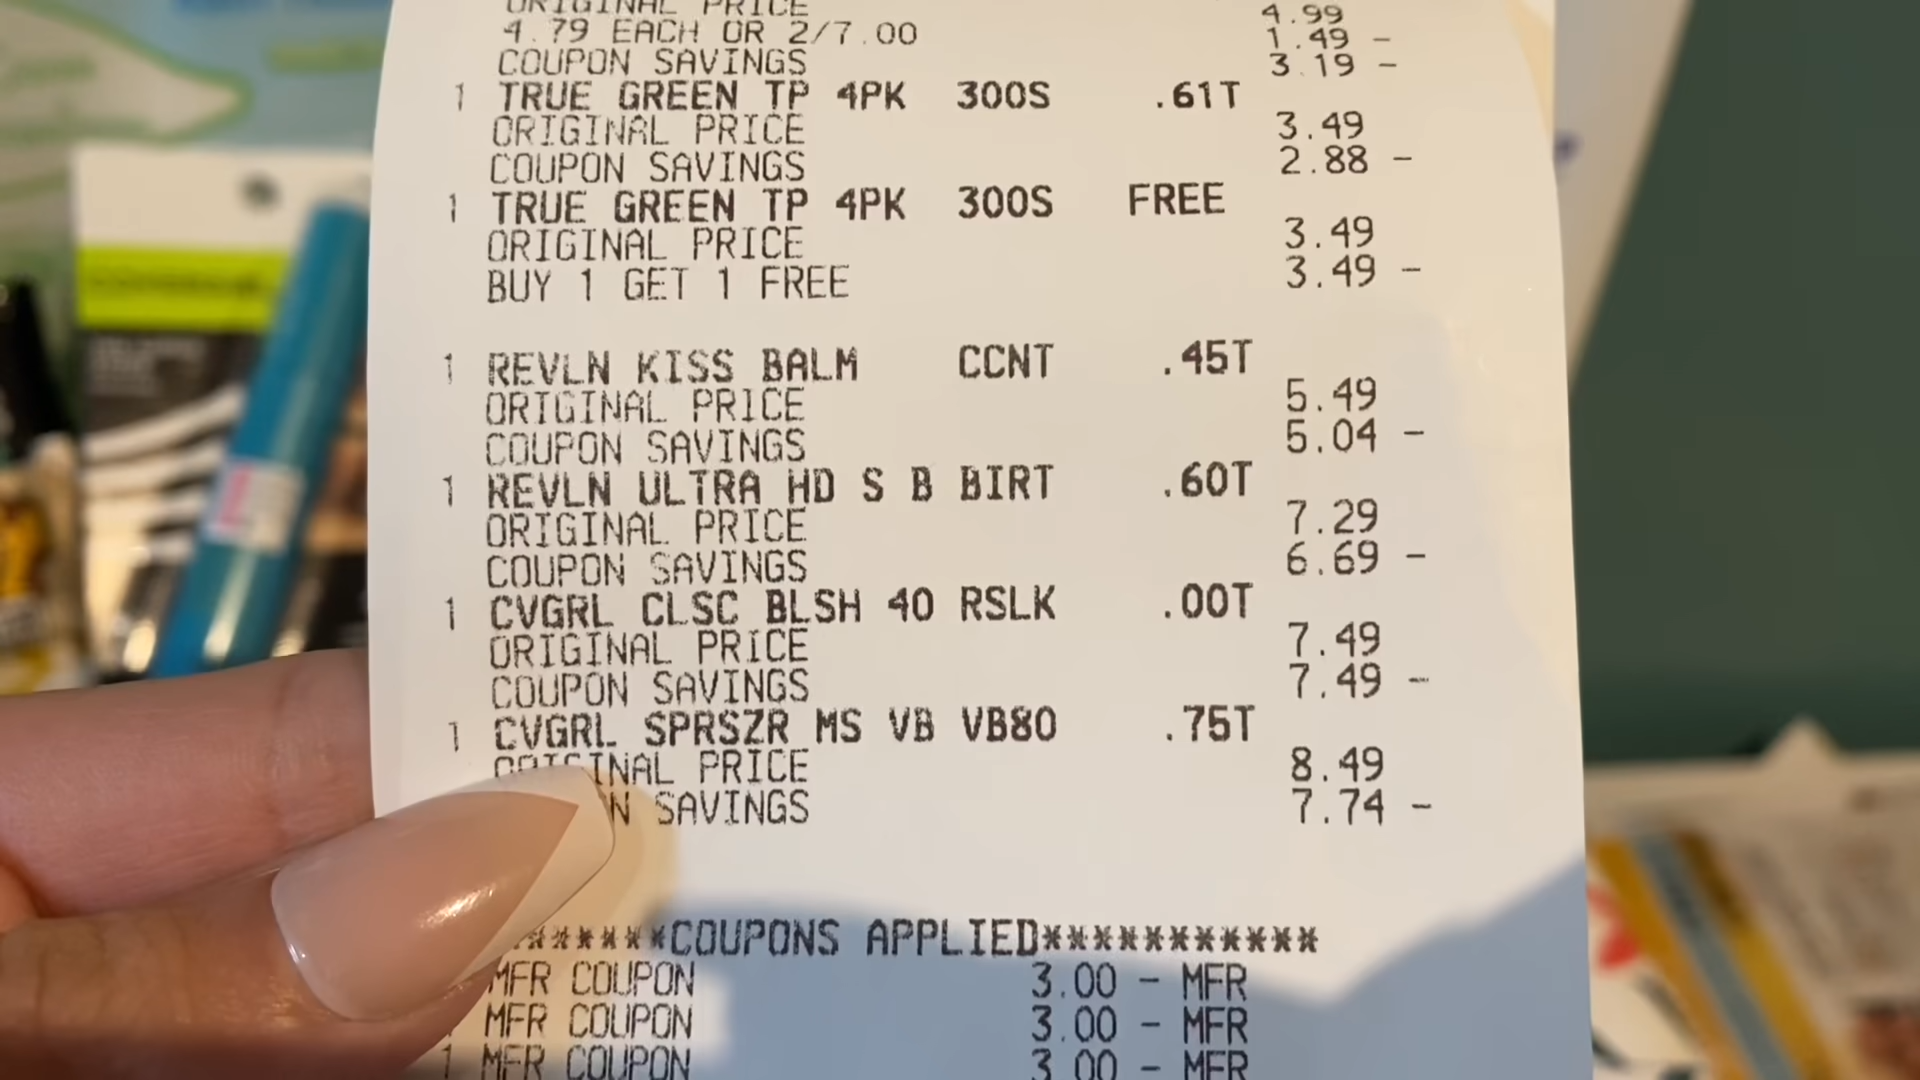 ORIGINAL PRICE 4.99
4.79 EACH OR 2/7.00 1.49 -
COUPON SAVINGS 3.19 -
1 TRUE GREEN TP 4PK 300S .61T
ORIGINAL PRICE 3.49
COUPON SAVINGS 2.88 -
1 TRUE GREEN TP 4PK 300S FREE
ORIGINAL PRICE 3.49
BUY 1 GET 1 FREE 3.49 -
1 REVLN KISS BALM CCNT .45T
ORIGINAL PRICE 5.49
COUPON SAVINGS 5.04 -
1 REVLN ULTRA HD S B BIRT .60T
ORIGINAL PRICE 7.29
COUPON SAVINGS 6.69 -
1 CVGRL CLSC BLSH 40 RSLK .00T
ORIGINAL PRICE 7.49
COUPON SAVINGS 7.49 -
1 CVGRL SPRSZR MS VB VB80 .75T
ORIGINAL PRICE 8.49
N SAVINGS 7.74 -
******COUPONS APPLIED***********
MFR COUPON 3.00 - MFR
MFR COUPON 3.00 - MFR
1 MFR COUPON 3.00 - MFR